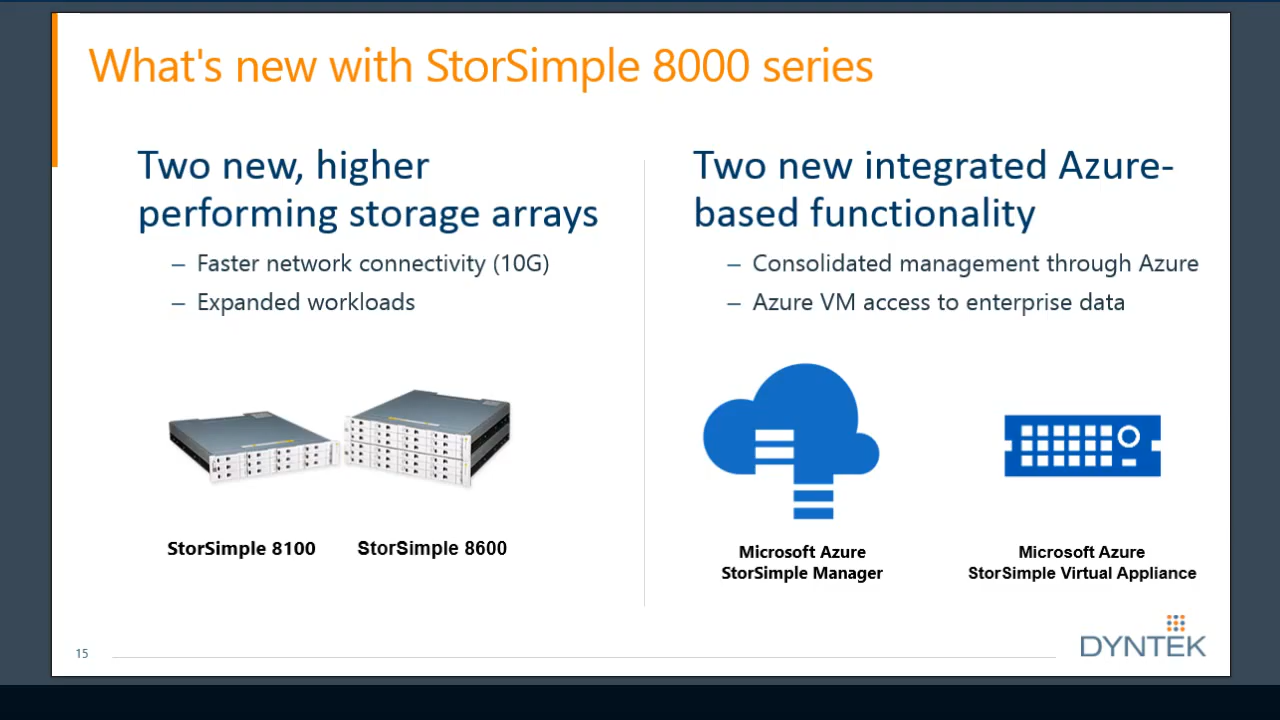 What's new with StorSimple 8000 series
Two new, higher
performing storage arrays
– Faster network connectivity (10G)
– Expanded workloads
StorSimple 8100
StorSimple 8600
Two new integrated Azure-
based functionality
– Consolidated management through Azure
– Azure VM access to enterprise data
Microsoft Azure
StorSimple Manager
Microsoft Azure
StorSimple Virtual Appliance
15
DYNTEK